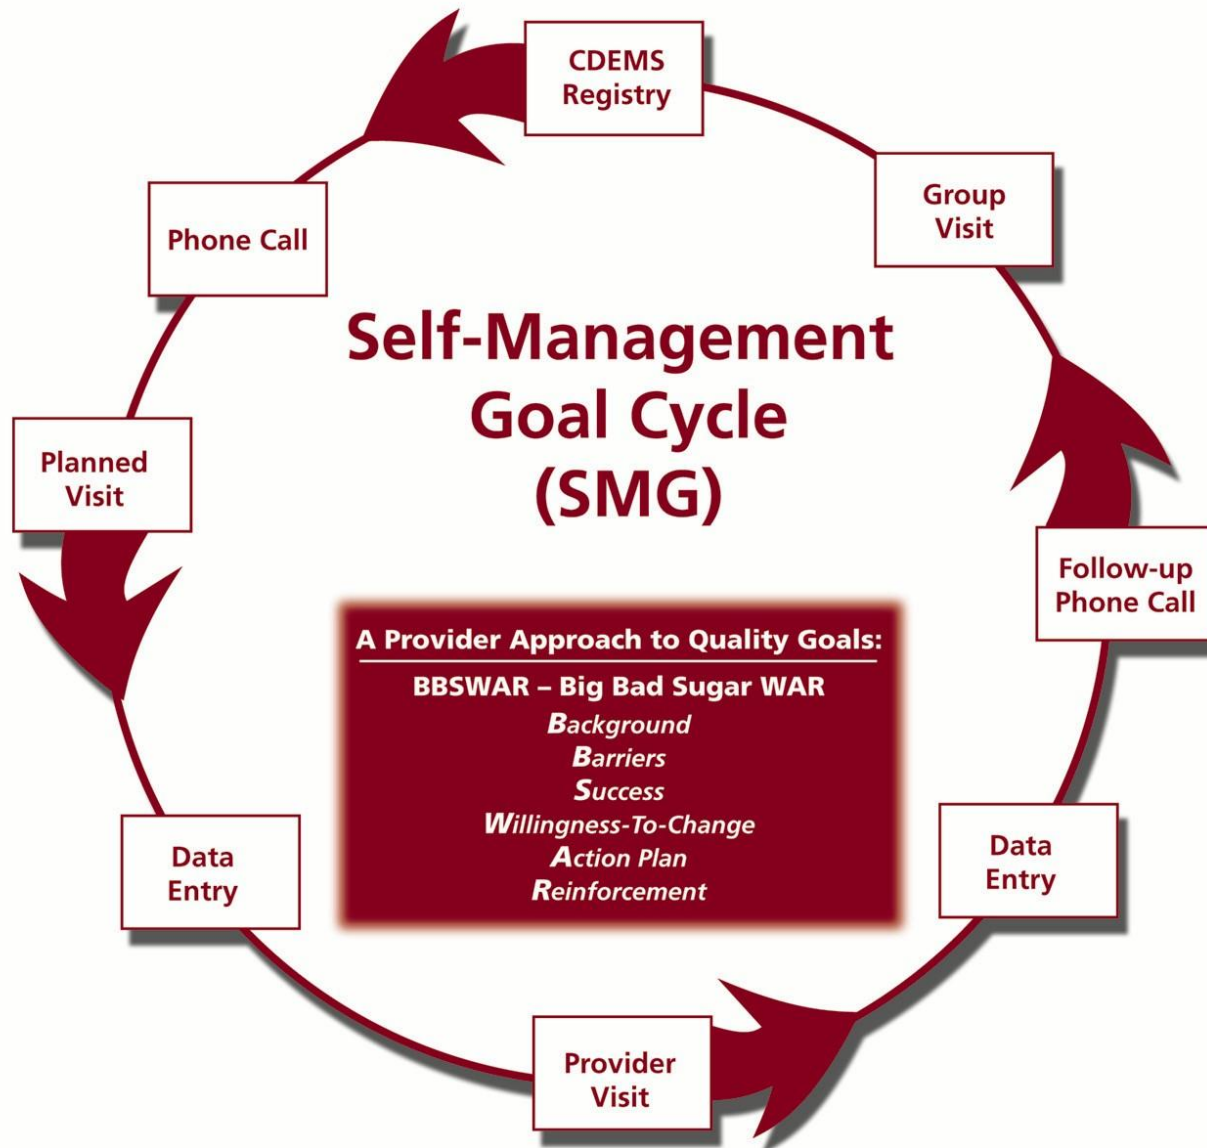 CDEMS
Registry
Group
Visit
Phone Call
Self-Management
Goal Cycle
(SMG)
Planned
Visit
Follow-up
Phone Call
A Provider Approach to Quality Goals:
BBSWAR – Big Bad Sugar WAR
Background
Barriers
Success
Willingness-To-Change
Action Plan
Reinforcement
Data
Entry
Data
Entry
Provider
Visit